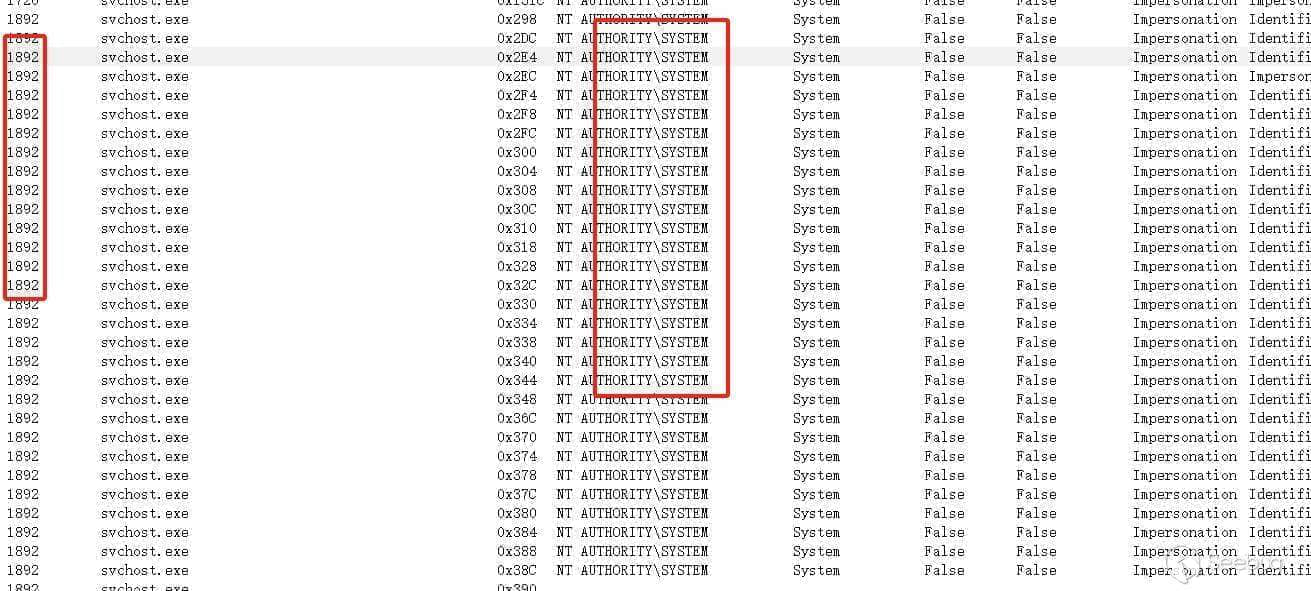 1720 svchost.exe 0x131C NT AUTHORITY\SYSTEM System False False Impersonation Imperson
1892 svchost.exe 0x298 NT AUTHORITY\SYSTEM System False False Impersonation Identifi
1892 svchost.exe 0x2DC NT AUTHORITY\SYSTEM System False False Impersonation Identifi
1892 svchost.exe 0x2E4 NT AUTHORITY\SYSTEM System False False Impersonation Identifi
1892 svchost.exe 0x2EC NT AUTHORITY\SYSTEM System False False Impersonation Imperson
1892 svchost.exe 0x2F4 NT AUTHORITY\SYSTEM System False False Impersonation Identifi
1892 svchost.exe 0x2F8 NT AUTHORITY\SYSTEM System False False Impersonation Identifi
1892 svchost.exe 0x2FC NT AUTHORITY\SYSTEM System False False Impersonation Identifi
1892 svchost.exe 0x300 NT AUTHORITY\SYSTEM System False False Impersonation Identifi
1892 svchost.exe 0x304 NT AUTHORITY\SYSTEM System False False Impersonation Identifi
1892 svchost.exe 0x308 NT AUTHORITY\SYSTEM System False False Impersonation Identifi
1892 svchost.exe 0x30C NT AUTHORITY\SYSTEM System False False Impersonation Identifi
1892 svchost.exe 0x310 NT AUTHORITY\SYSTEM System False False Impersonation Identifi
1892 svchost.exe 0x318 NT AUTHORITY\SYSTEM System False False Impersonation Identifi
1892 svchost.exe 0x328 NT AUTHORITY\SYSTEM System False False Impersonation Identifi
1892 svchost.exe 0x32C NT AUTHORITY\SYSTEM System False False Impersonation Identifi
1892 svchost.exe 0x330 NT AUTHORITY\SYSTEM System False False Impersonation Identifi
1892 svchost.exe 0x334 NT AUTHORITY\SYSTEM System False False Impersonation Identifi
1892 svchost.exe 0x338 NT AUTHORITY\SYSTEM System False False Impersonation Identifi
1892 svchost.exe 0x340 NT AUTHORITY\SYSTEM System False False Impersonation Identifi
1892 svchost.exe 0x344 NT AUTHORITY\SYSTEM System False False Impersonation Identifi
1892 svchost.exe 0x348 NT AUTHORITY\SYSTEM System False False Impersonation Identifi
1892 svchost.exe 0x36C NT AUTHORITY\SYSTEM System False False Impersonation Identifi
1892 svchost.exe 0x370 NT AUTHORITY\SYSTEM System False False Impersonation Identifi
1892 svchost.exe 0x374 NT AUTHORITY\SYSTEM System False False Impersonation Identifi
1892 svchost.exe 0x378 NT AUTHORITY\SYSTEM System False False Impersonation Identifi
1892 svchost.exe 0x37C NT AUTHORITY\SYSTEM System False False Impersonation Identifi
1892 svchost.exe 0x380 NT AUTHORITY\SYSTEM System False False Impersonation Identifi
1892 svchost.exe 0x384 NT AUTHORITY\SYSTEM System False False Impersonation Identifi
1892 svchost.exe 0x388 NT AUTHORITY\SYSTEM System False False Impersonation Identifi
1892 svchost.exe 0x38C NT AUTHORITY\SYSTEM System False False Impersonation Identifi
1892 svchost.exe 0x390
Seebug